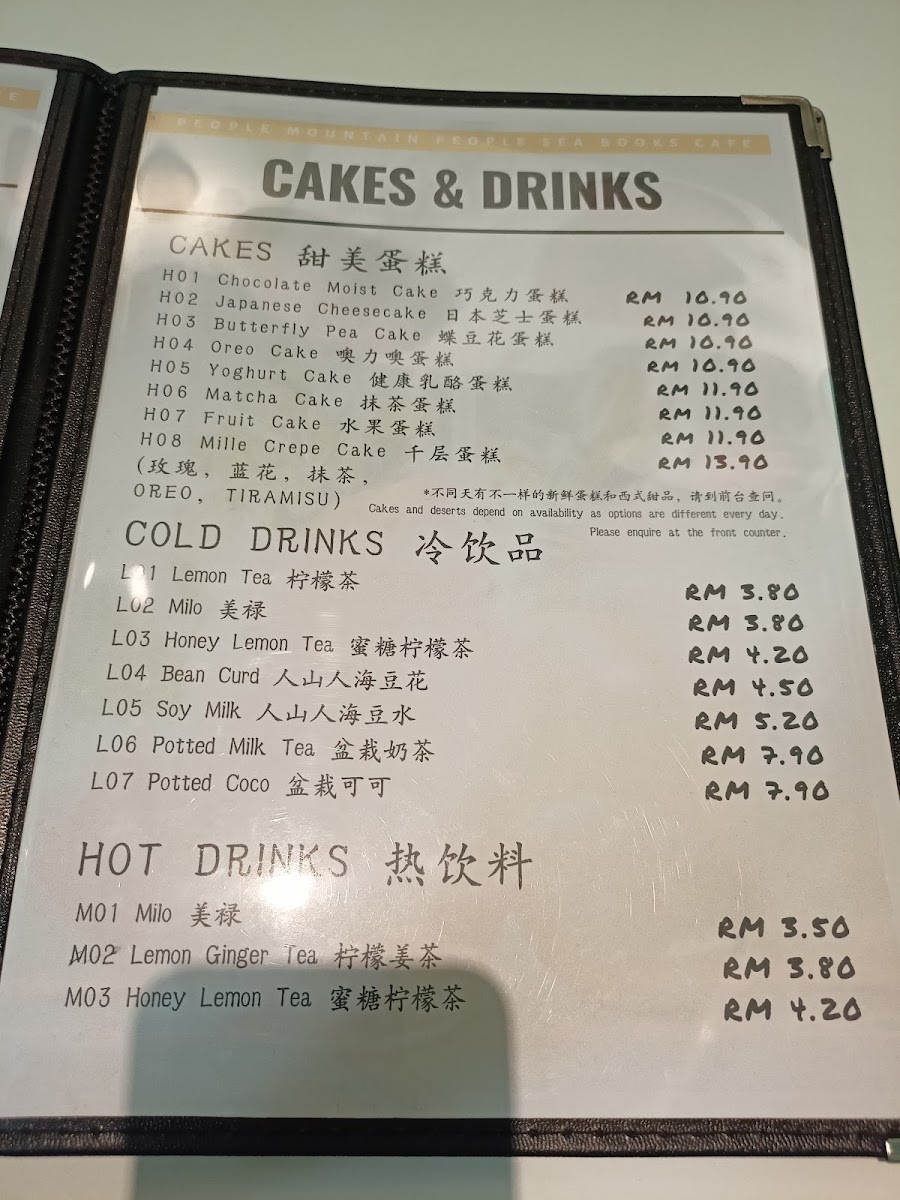 E
PEOPLE MOUNTAIN PEOPLE SEA BOOKS CAFE
CAKES & DRINKS
CAKES 甜美蛋糕
H01 Chocolate Moist Cake 巧克力蛋糕 RM 10.90
H02 Japanese Cheesecake 日本芝士蛋糕 RM 10.90
H03 Butterfly Pea Cake 蝶豆花蛋糕 RM 10.90
H04 Oreo Cake 噢力噢蛋糕 RM 10.90
H05 Yoghurt Cake 健康乳酪蛋糕 RM 11.90
H06 Matcha Cake 抹茶蛋糕 RM 11.90
H07 Fruit Cake 水果蛋糕 RM 11.90
H08 Mille Crepe Cake 千层蛋糕 RM 13.90
(玫瑰, 蓝花, 抹茶,
OREO, TIRAMISU)
*不同天有不一样的新鲜蛋糕和西式甜品, 请到前台查问。
Cakes and deserts depend on availability as options are different every day.
Please enquire at the front counter.
COLD DRINKS 冷饮品
L01 Lemon Tea 柠檬茶 RM 3.80
L02 Milo 美禄 RM 3.80
L03 Honey Lemon Tea 蜜糖柠檬茶 RM 4.20
L04 Bean Curd 人山人海豆花 RM 4.50
L05 Soy Milk 人山人海豆水 RM 5.20
L06 Potted Milk Tea 盆栽奶茶 RM 7.90
L07 Potted Coco 盆栽可可 RM 7.90
HOT DRINKS 热饮料
M01 Milo 美禄 RM 3.50
M02 Lemon Ginger Tea 柠檬姜茶 RM 3.80
M03 Honey Lemon Tea 蜜糖柠檬茶 RM 4.20